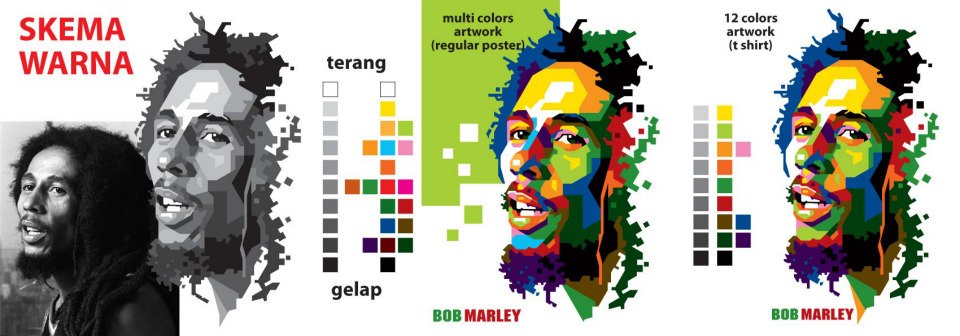 SKEMA
WARNA
terang
gelap
multi colors
artwork
(regular poster)
BOB MARLEY
12 colors
artwork
(t shirt)
BOB MARLEY